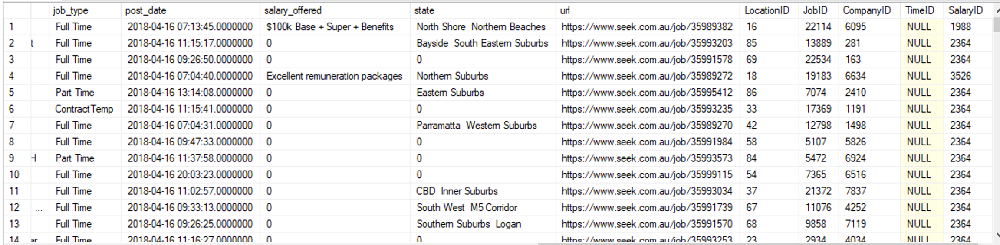 job_type post_date salary_offered state url LocationID JobID CompanyID TimeID SalaryID
1 Full Time 2018-04-16 07:13:45.0000000 $100k Base + Super + Benefits North Shore  Northern Beaches https://www.seek.com.au/job/35989382 16 22114 6095 NULL 1988
2 t Full Time 2018-04-16 11:15:17.0000000 0 Bayside  South Eastern Suburbs https://www.seek.com.au/job/35993203 85 13889 281 NULL 2364
3 Full Time 2018-04-16 09:26:50.0000000 0 0 https://www.seek.com.au/job/35991578 69 22534 163 NULL 2364
4 Full Time 2018-04-16 07:04:40.0000000 Excellent remuneration packages Northern Suburbs https://www.seek.com.au/job/35989272 18 19183 6634 NULL 3526
5 Part Time 2018-04-16 13:14:08.0000000 0 Eastern Suburbs https://www.seek.com.au/job/35995412 86 7074 2410 NULL 2364
6 ContractTemp 2018-04-16 11:15:41.0000000 0 0 https://www.seek.com.au/job/35993235 33 17369 1191 NULL 2364
7 Full Time 2018-04-16 07:04:31.0000000 0 Parramatta  Western Suburbs https://www.seek.com.au/job/35989270 42 12798 1498 NULL 2364
8 Full Time 2018-04-16 09:47:33.0000000 0 0 https://www.seek.com.au/job/35991984 58 5107 5826 NULL 2364
9 H Part Time 2018-04-16 11:37:58.0000000 0 0 https://www.seek.com.au/job/35993573 84 5472 6924 NULL 2364
10 Full Time 2018-04-16 20:03:23.0000000 0 0 https://www.seek.com.au/job/35999115 54 7365 6516 NULL 2364
11 Full Time 2018-04-16 11:02:57.0000000 0 CBD  Inner Suburbs https://www.seek.com.au/job/35993034 37 21372 7837 NULL 2364
12 ... Full Time 2018-04-16 09:33:13.0000000 0 South West  M5 Corridor https://www.seek.com.au/job/35991739 67 11076 4252 NULL 2364
13 Full Time 2018-04-16 09:26:25.0000000 0 Southern Suburbs  Logan https://www.seek.com.au/job/35991570 68 9858 7119 NULL 2364
14 er Full Time 2018-04-16 11:16:27.0000000 0 0 https://www.seek.com.au/job/35993253 23 2934 4034 NULL 2364